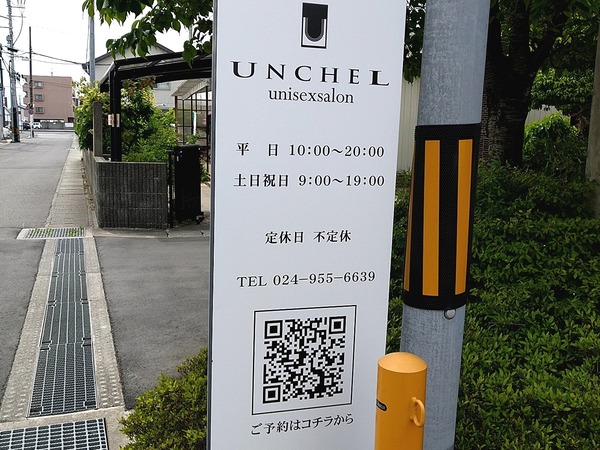 UNCHEL
unisexsalon
平 日 10:00～20:00
土日祝日 9:00～19:00
定休日 不定休
TEL 024-955-6639
ご予約はコチラから